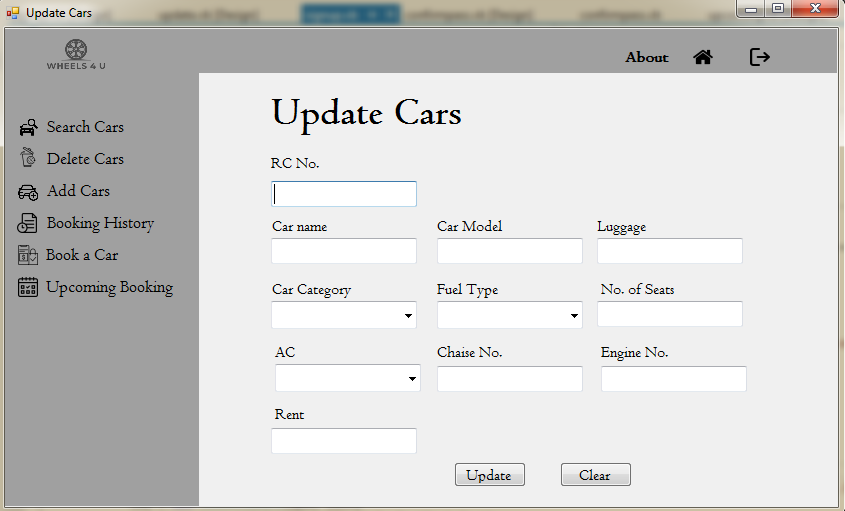 Update Cars
WHEELS 4 U
About
Search Cars
Delete Cars
Add Cars
Booking History
Book a Car
Upcoming Booking
Update Cars
RC No.
Car name Car Model Luggage
Car Category Fuel Type No. of Seats
AC Chaise No. Engine No.
Rent
Update Clear